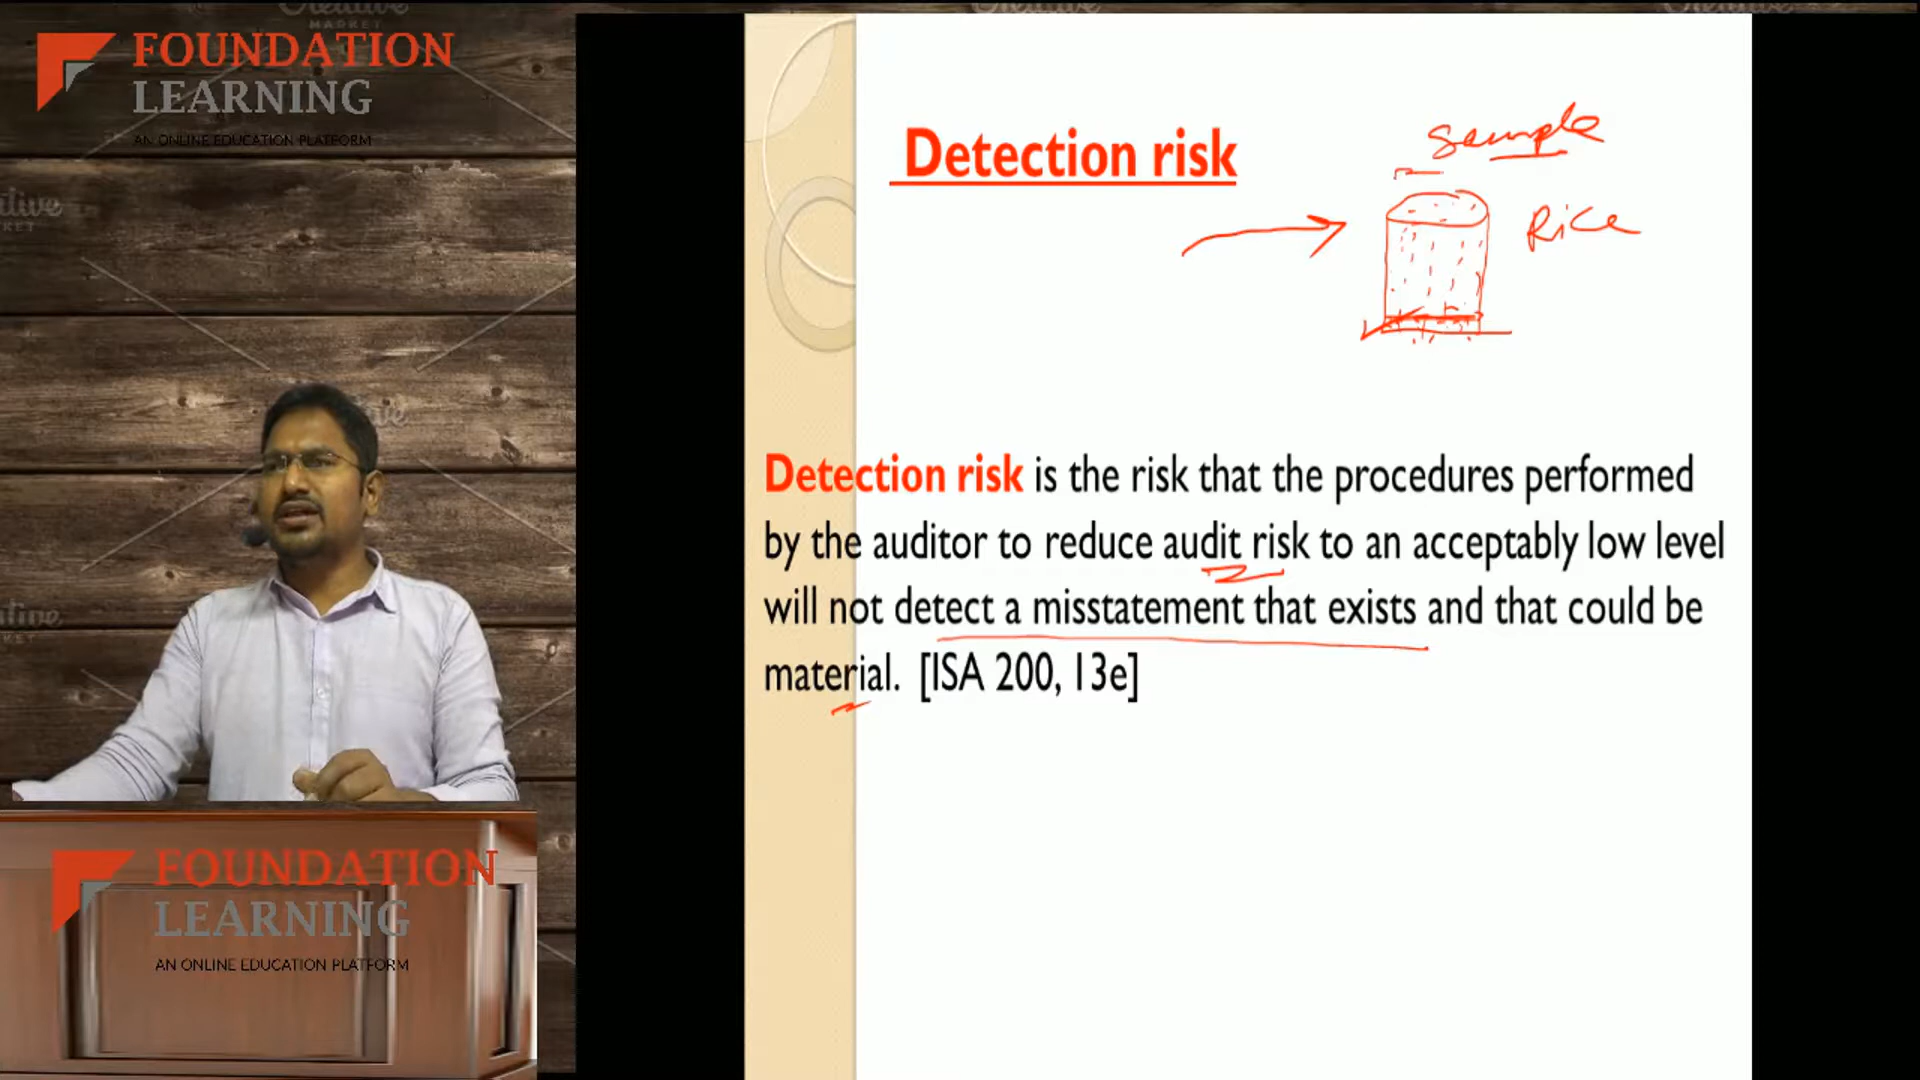 Creative
MARKET
FOUNDATION
LEARNING
AN ONLINE EDUCATION PLATFORM
Detection risk
Sample
Rice
Detection risk is the risk that the procedures performed
by the auditor to reduce audit risk to an acceptably low level
will not detect a misstatement that exists and that could be
material. [ISA 200, 13e]
FOUNDATION
LEARNING
AN ONLINE EDUCATION PLATFORM